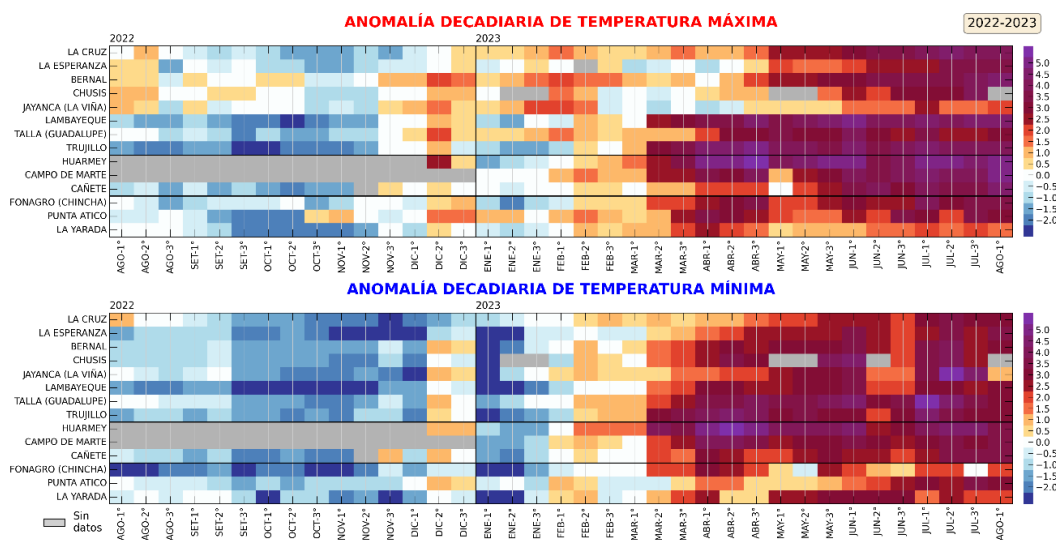 ANOMALÍA DECADIARIA DE TEMPERATURA MÁXIMA
2022-2023
2022 2023
LA CRUZ
LA ESPERANZA
BERNAL
CHUSIS
JAYANCA (LA VIÑA)
LAMBAYEQUE
TALLA (GUADALUPE)
TRUJILLO
HUARMEY
CAMPO DE MARTE
CAÑETE
FONAGRO (CHINCHA)
PUNTA ATICO
LA YARADA
5.0
4.5
4.0
3.5
3.0
2.5
2.0
1.5
1.0
0.5
0.0
−0.5
−1.0
−1.5
−2.0
AGO-1° AGO-2° AGO-3° SET-1° SET-2° SET-3° OCT-1° OCT-2° OCT-3° NOV-1° NOV-2° NOV-3° DIC-1° DIC-2° DIC-3° ENE-1° ENE-2° ENE-3° FEB-1° FEB-2° FEB-3° MAR-1° MAR-2° MAR-3° ABR-1° ABR-2° ABR-3° MAY-1° MAY-2° MAY-3° JUN-1° JUN-2° JUN-3° JUL-1° JUL-2° JUL-3° AGO-1°
ANOMALÍA DECADIARIA DE TEMPERATURA MÍNIMA
2022 2023
LA CRUZ
LA ESPERANZA
BERNAL
CHUSIS
JAYANCA (LA VIÑA)
LAMBAYEQUE
TALLA (GUADALUPE)
TRUJILLO
HUARMEY
CAMPO DE MARTE
CAÑETE
FONAGRO (CHINCHA)
PUNTA ATICO
LA YARADA
5.0
4.5
4.0
3.5
3.0
2.5
2.0
1.5
1.0
0.5
0.0
−0.5
−1.0
−1.5
−2.0
Sin
datos
AGO-1° AGO-2° AGO-3° SET-1° SET-2° SET-3° OCT-1° OCT-2° OCT-3° NOV-1° NOV-2° NOV-3° DIC-1° DIC-2° DIC-3° ENE-1° ENE-2° ENE-3° FEB-1° FEB-2° FEB-3° MAR-1° MAR-2° MAR-3° ABR-1° ABR-2° ABR-3° MAY-1° MAY-2° MAY-3° JUN-1° JUN-2° JUN-3° JUL-1° JUL-2° JUL-3° AGO-1°